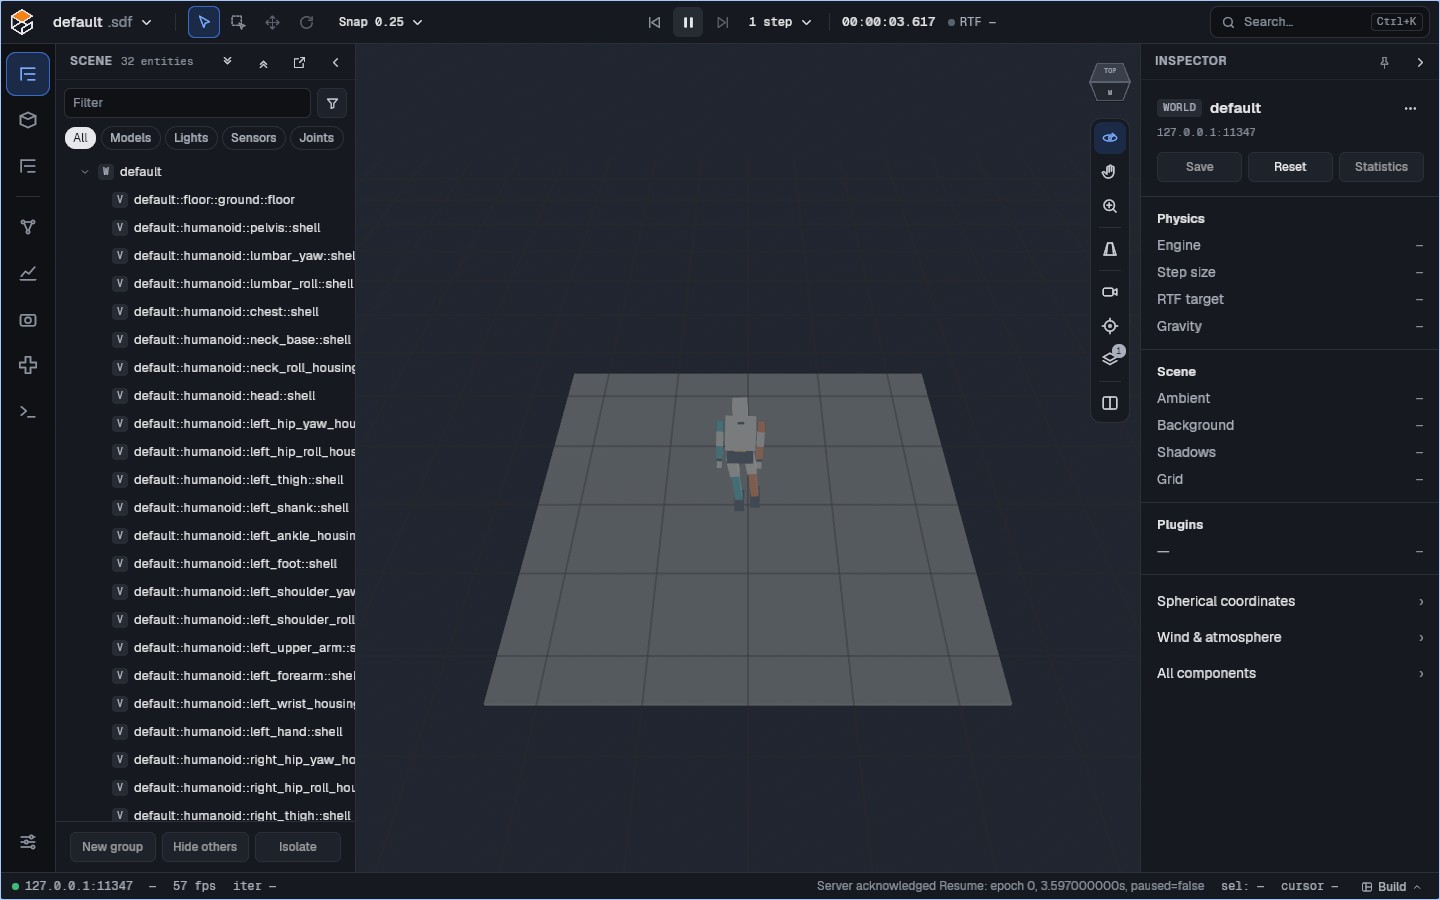 default .sdf
Snap 0.25
1 step
00:00:03.617
RTF –
Search...
Ctrl+K
SCENE 32 entities
Filter
All
Models
Lights
Sensors
Joints
W default
V default::floor::ground::floor
V default::humanoid::pelvis::shell
V default::humanoid::lumbar_yaw::shel
V default::humanoid::lumbar_roll::shell
V default::humanoid::chest::shell
V default::humanoid::neck_base::shell
V default::humanoid::neck_roll_housing
V default::humanoid::head::shell
V default::humanoid::left_hip_yaw_hou
V default::humanoid::left_hip_roll_hous
V default::humanoid::left_thigh::shell
V default::humanoid::left_shank::shell
V default::humanoid::left_ankle_housin
V default::humanoid::left_foot::shell
V default::humanoid::left_shoulder_yaw
V default::humanoid::left_shoulder_roll
V default::humanoid::left_upper_arm::s
V default::humanoid::left_forearm::shel
V default::humanoid::left_wrist_housing
V default::humanoid::left_hand::shell
V default::humanoid::right_hip_yaw_ho
V default::humanoid::right_hip_roll_hou
V default::humanoid::right_thigh::shell
New group
Hide others
Isolate
TOP
W
1
INSPECTOR
WORLD default
127.0.0.1:11347
Save
Reset
Statistics
Physics
Engine –
Step size –
RTF target –
Gravity –
Scene
Ambient –
Background –
Shadows –
Grid –
Plugins
— –
Spherical coordinates
Wind & atmosphere
All components
127.0.0.1:11347 – 57 fps iter –
Server acknowledged Resume: epoch 0, 3.597000000s, paused=false
sel: –
cursor –
Build